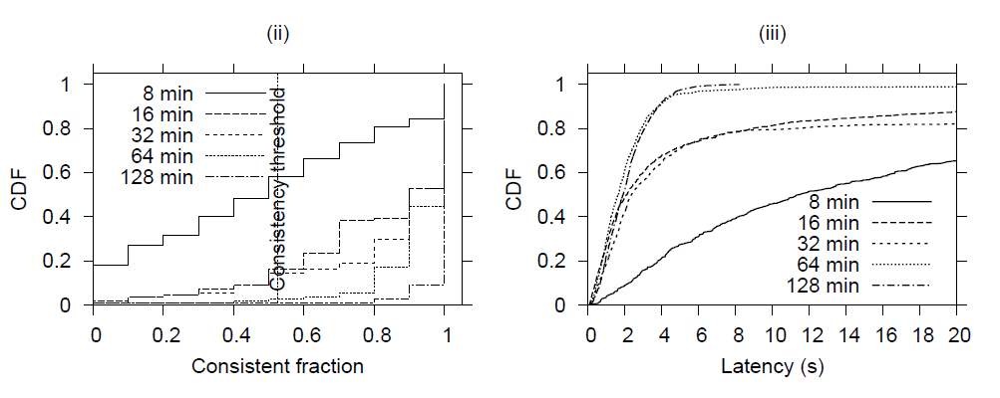 (ii)
CDF
1
0.8
0.6
0.4
0.2
0
8 min
16 min
32 min
64 min
128 min
Consistency threshold
0 0.2 0.4 0.6 0.8 1
Consistent fraction
(iii)
CDF
1
0.8
0.6
0.4
0.2
0
8 min
16 min
32 min
64 min
128 min
0 2 4 6 8 10 12 14 16 18 20
Latency (s)